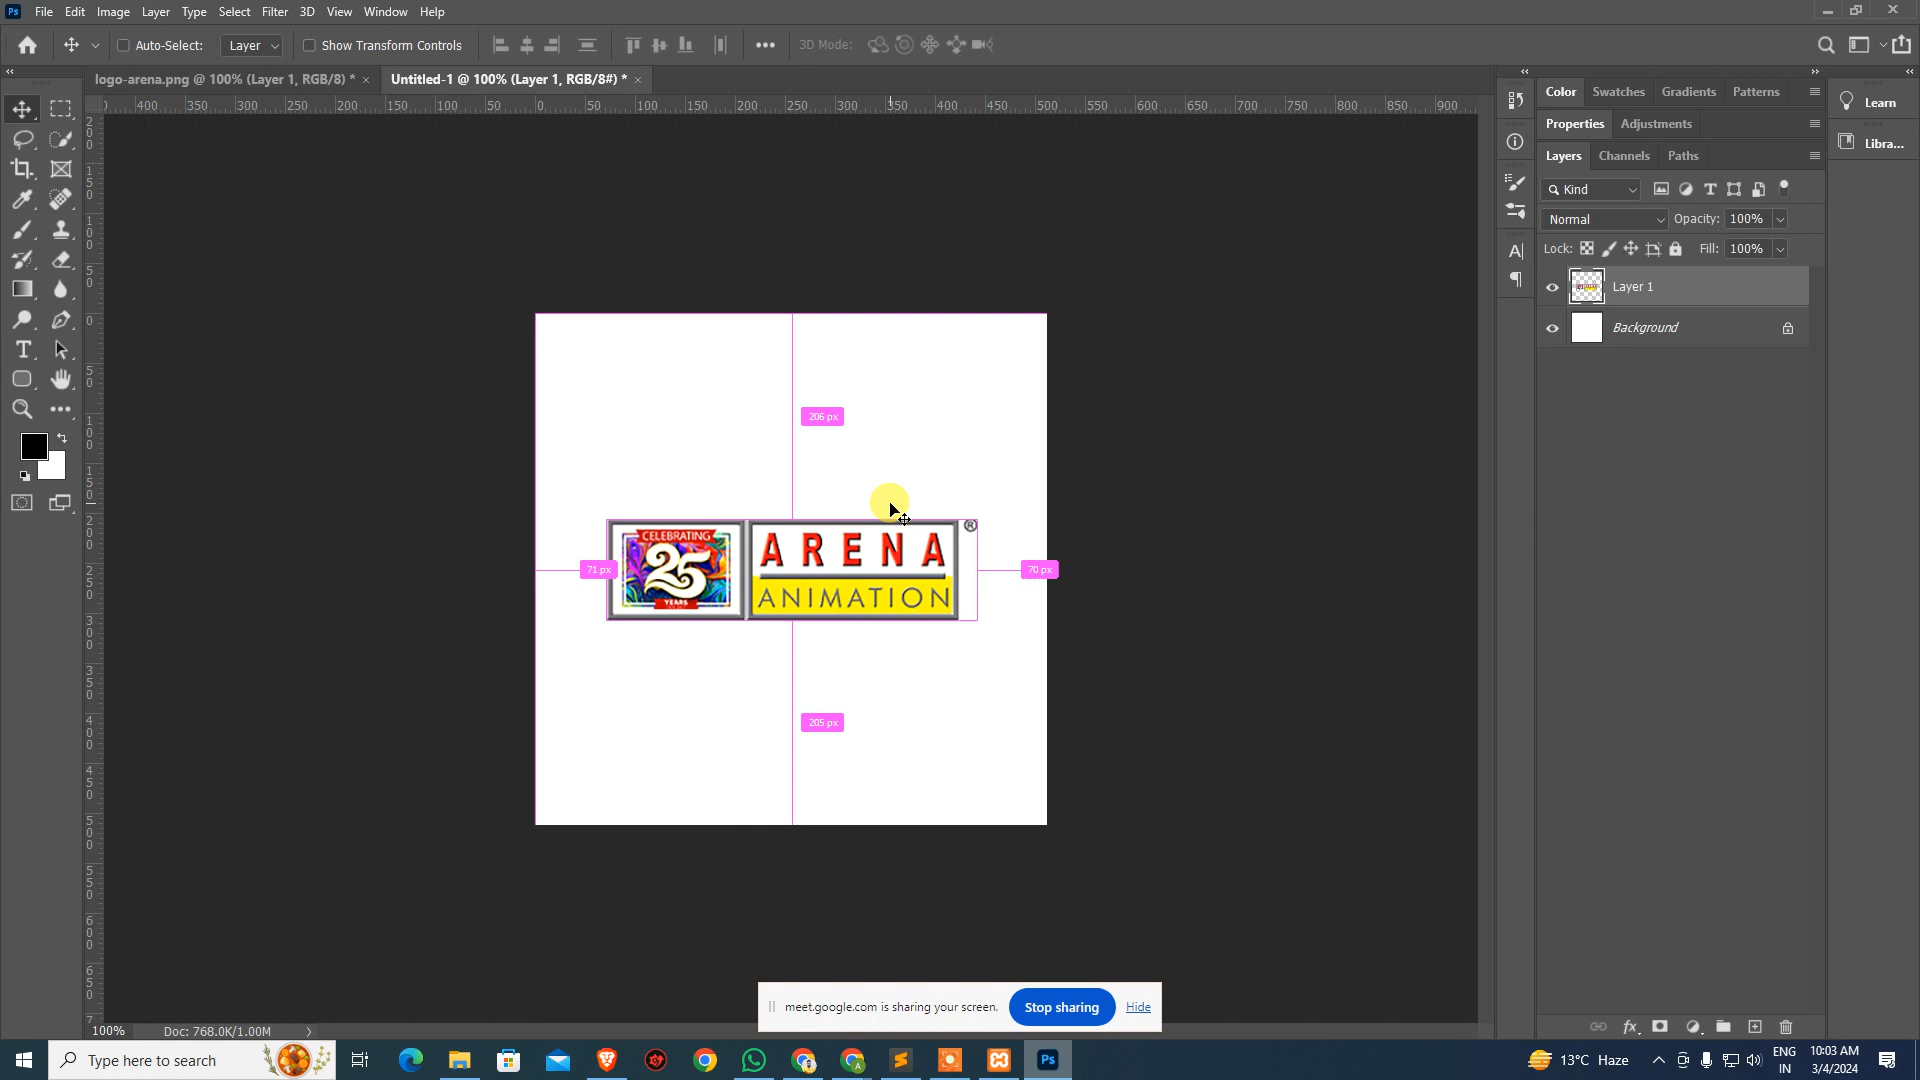 Ps File Edit Image Layer Type Select Filter 3D View Window Help
Auto-Select: Layer Show Transform Controls 3D Mode:
logo-arena.png @ 100% (Layer 1, RGB/8) * × Untitled-1 @ 100% (Layer 1, RGB/8#) * ×
400 350 300 250 200 150 100 50 0 50 100 150 200 250 300 350 400 450 500 550 600 650 700 750 800 850 900
Color Swatches Gradients Patterns
Learn
Properties Adjustments
Libra...
Layers Channels Paths
Kind
Normal Opacity: 100%
Lock: Fill: 100%
Layer 1
Background
206 px
CELEBRATING
25
YEARS
ARENA
ANIMATION
®
71 px
70 px
205 px
meet.google.com is sharing your screen. Stop sharing Hide
100% Doc: 768.0K/1.00M
Type here to search
13°C Haze
ENG
IN
10:03 AM
3/4/2024